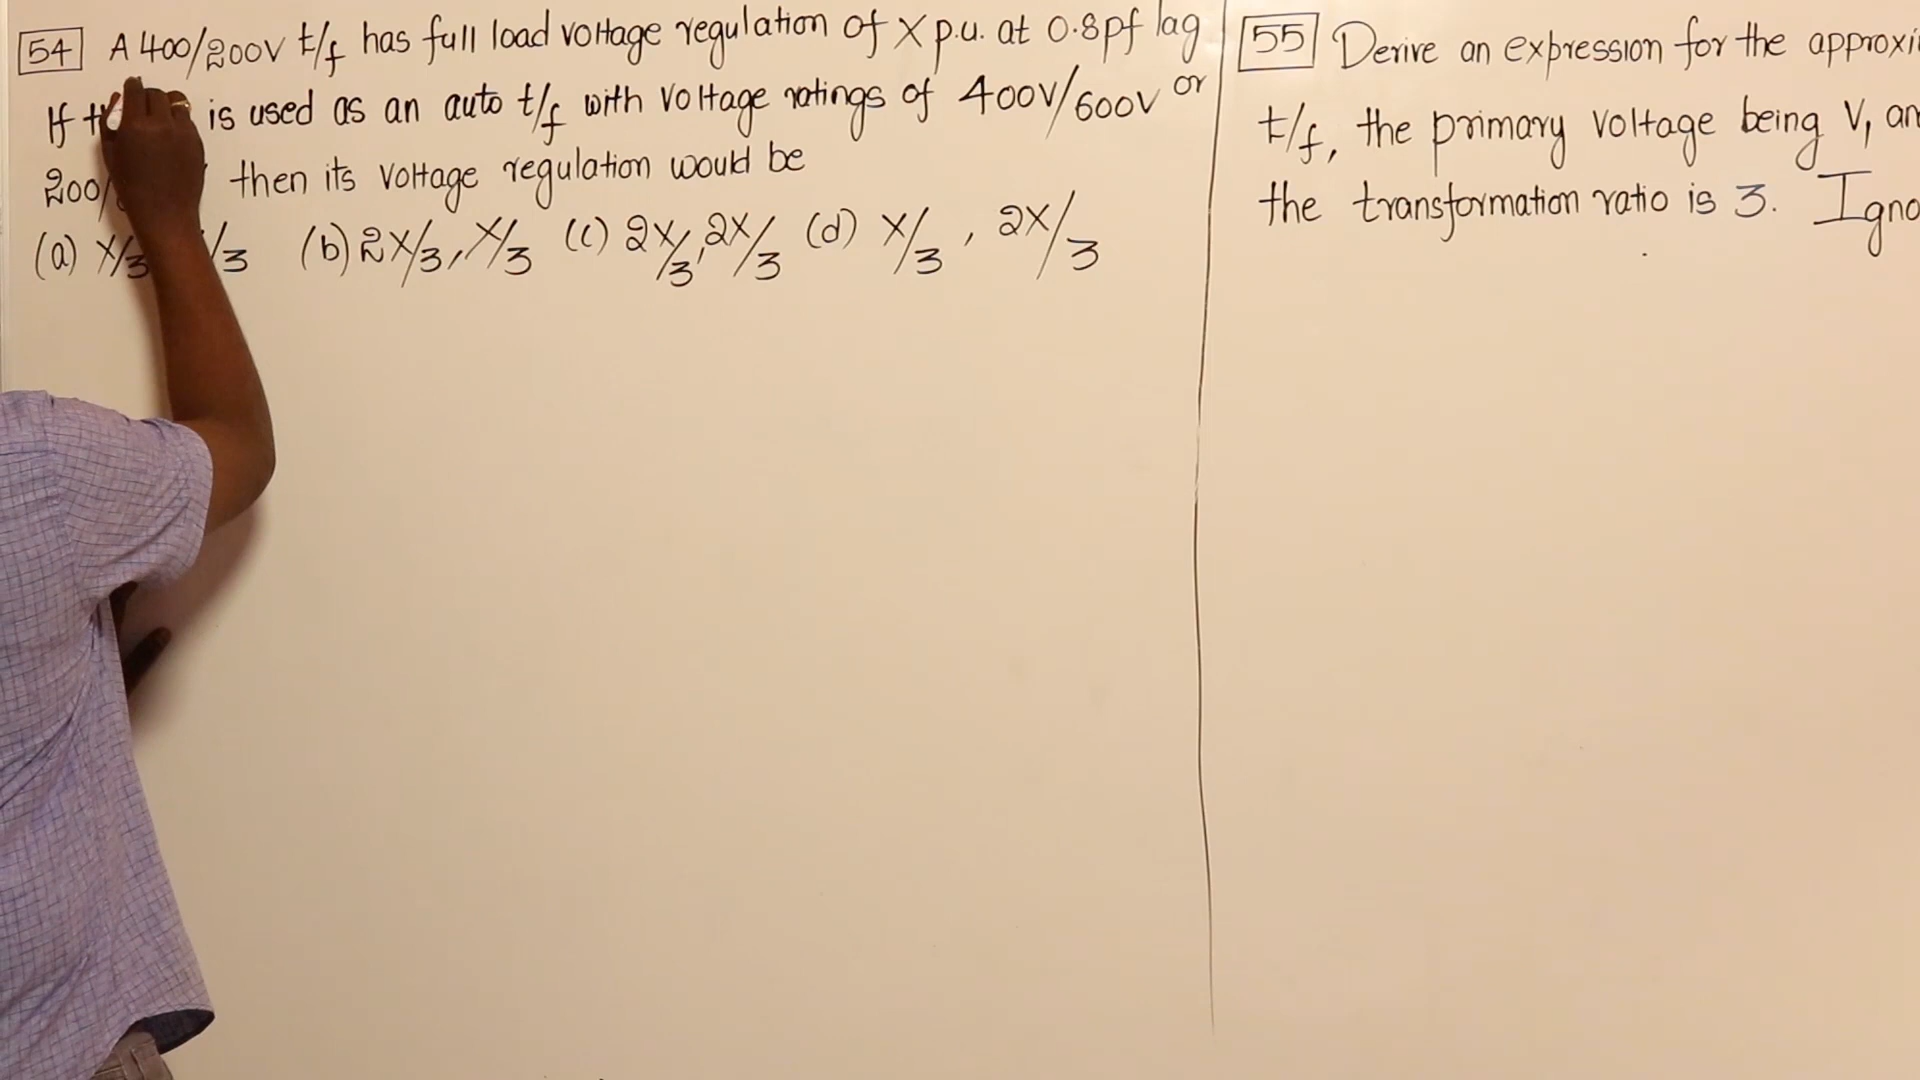 54 A 400/200V t/f has full load voltage regulation of X p.u. at 0.8pf lag
If is used as an auto t/f with voltage ratings of 400V/600V or
200/ then its voltage regulation would be
(a) X/3 /3 (b) 2X/3, X/3 (c) 2X/3, 2X/3 (d) X/3, 2X/3
55 Derive an expression for the approxi
t/f, the primary voltage being V, an
the transformation ratio is 3. Igno